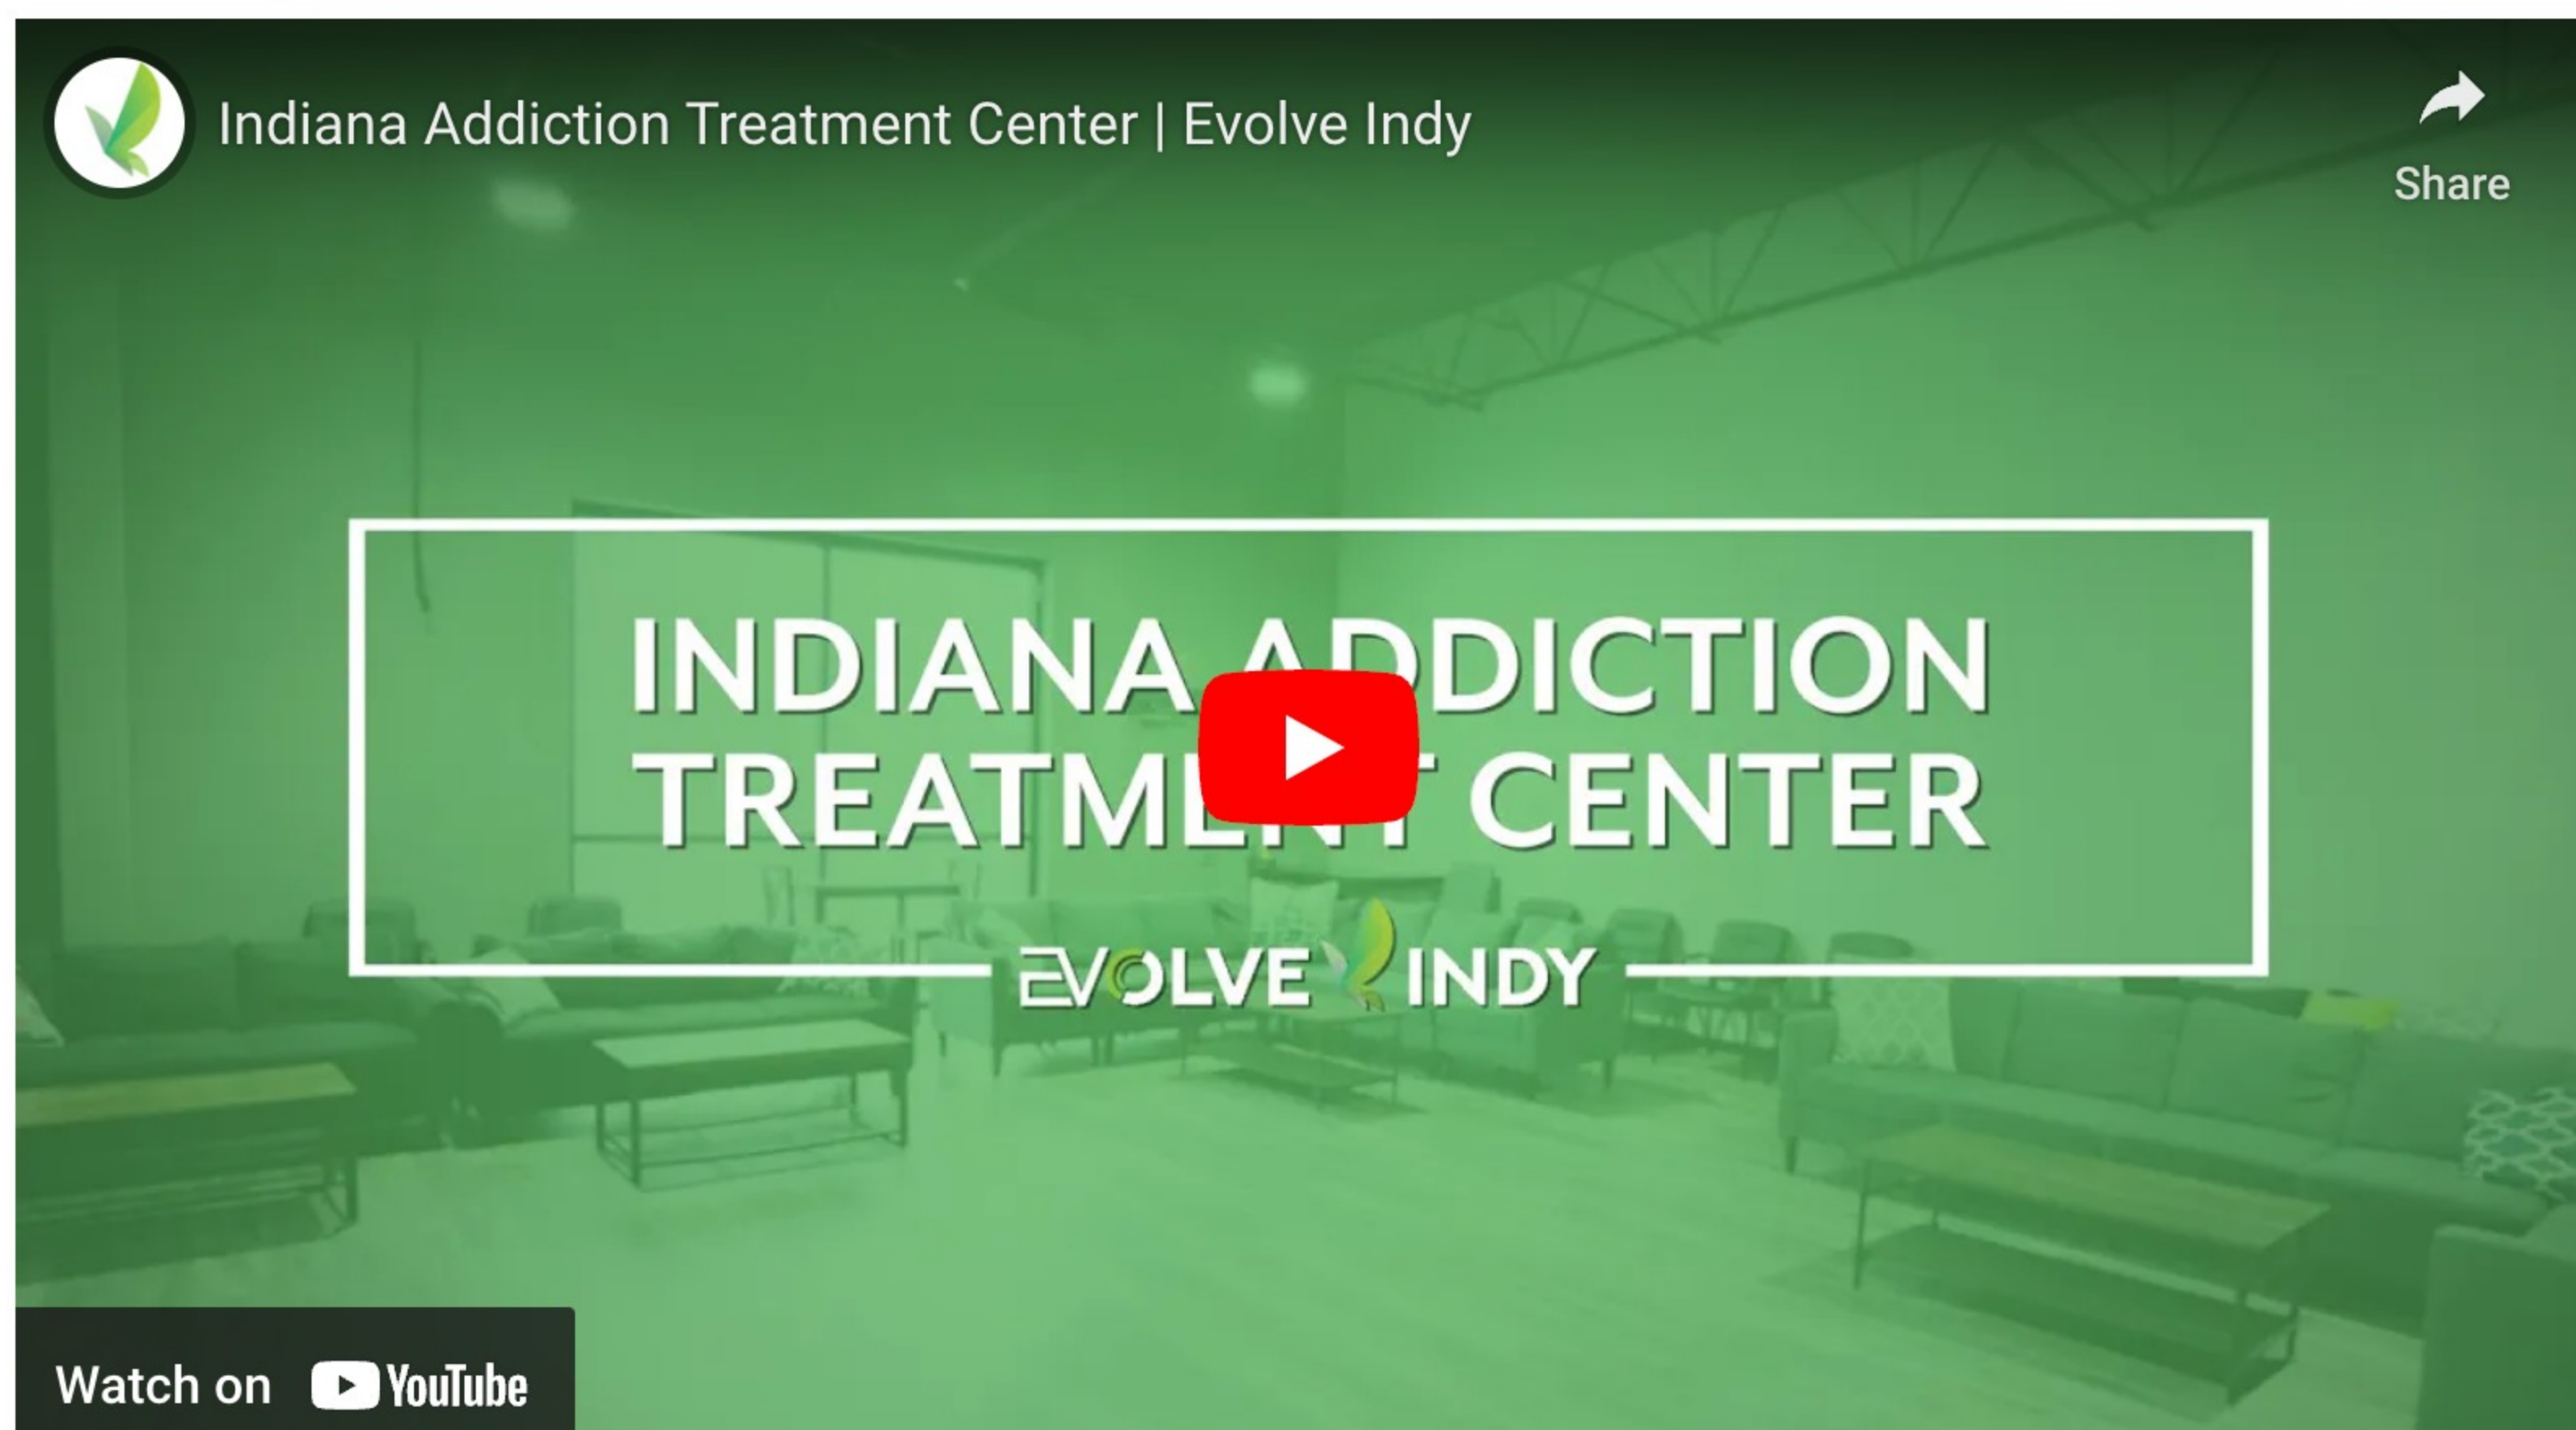 Indiana Addiction Treatment Center | Evolve Indy
Share
INDIANA ADDICTION
TREATMENT CENTER
EVOLVE INDY
Watch on YouTube